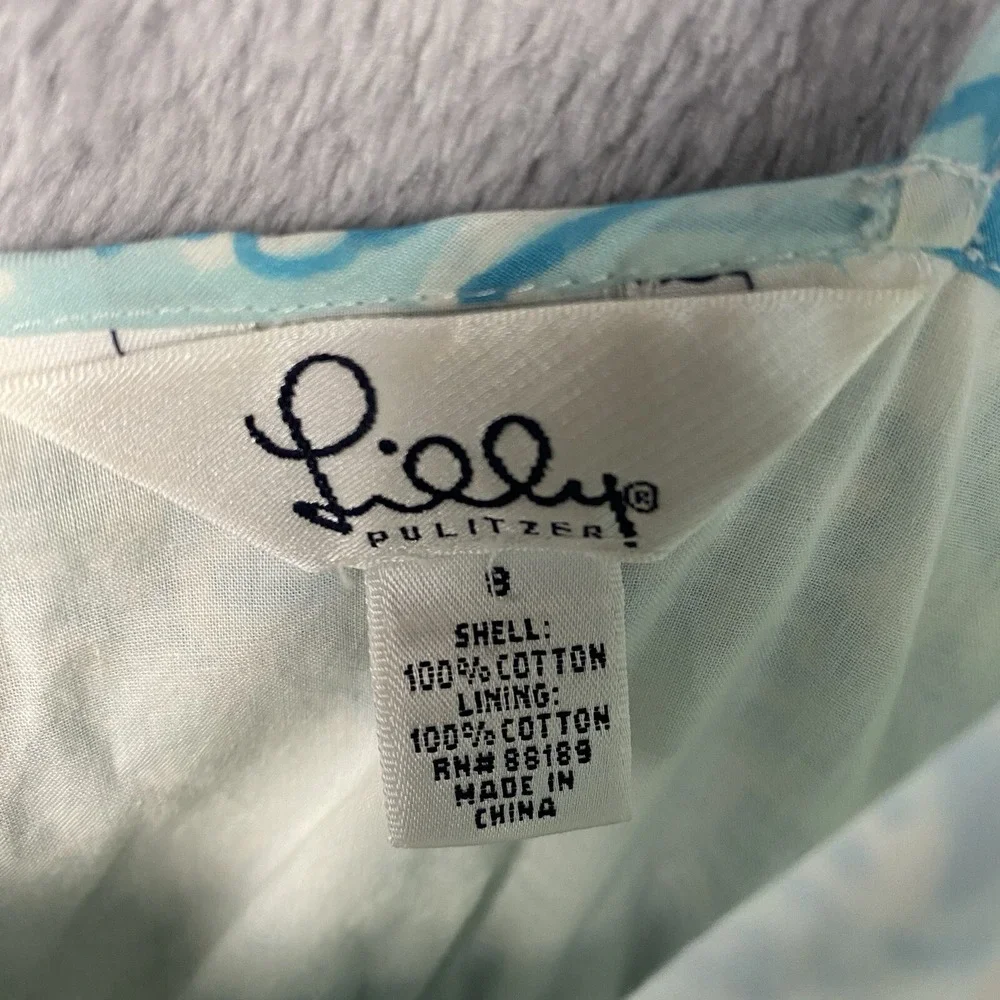 Lilly®
PULITZER
8
SHELL:
100% COTTON
LINING:
100% COTTON
RN# 88189
MADE IN
CHINA